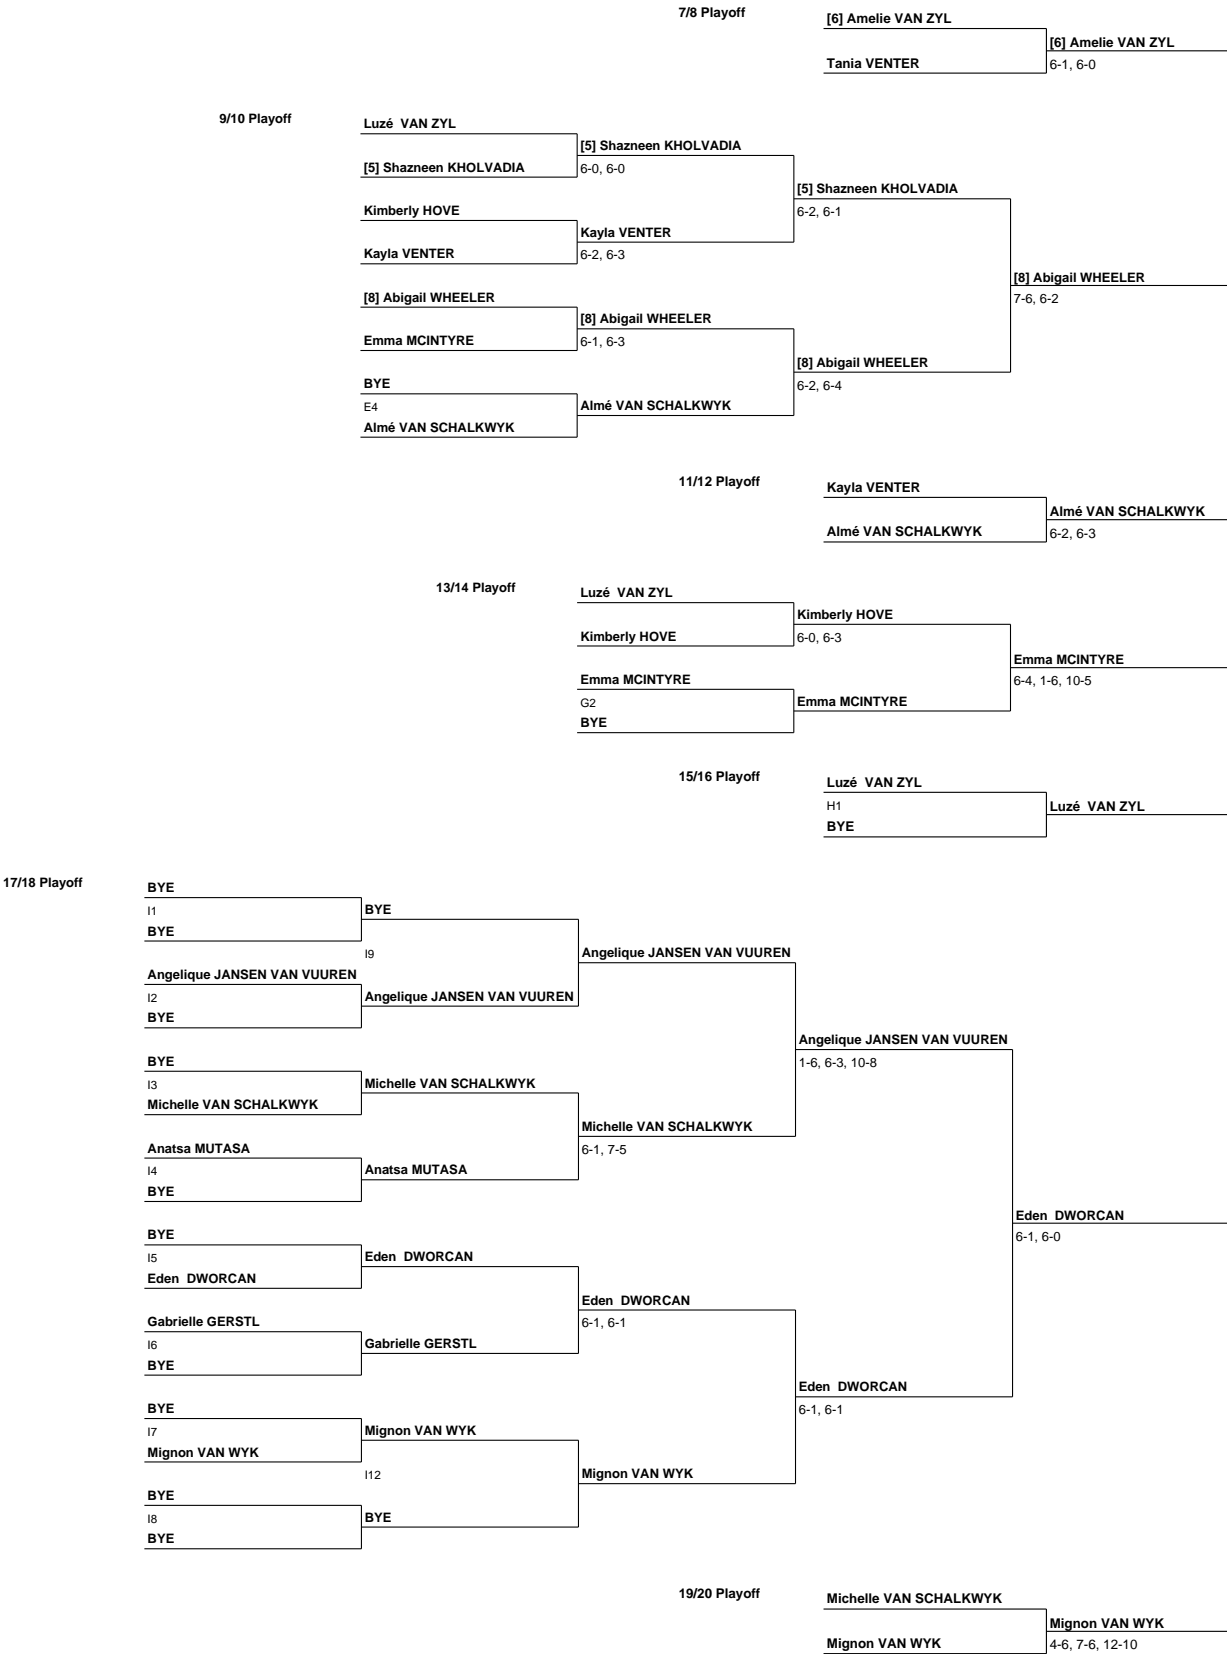 7/8 Playoff
[6] Amelie VAN ZYL
[6] Amelie VAN ZYL
Tania VENTER
6-1, 6-0
9/10 Playoff
Luzé VAN ZYL
[5] Shazneen KHOLVADIA
[5] Shazneen KHOLVADIA
6-0, 6-0
[5] Shazneen KHOLVADIA
Kimberly HOVE
6-2, 6-1
Kayla VENTER
Kayla VENTER
6-2, 6-3
[8] Abigail WHEELER
[8] Abigail WHEELER
7-6, 6-2
[8] Abigail WHEELER
Emma MCINTYRE
6-1, 6-3
[8] Abigail WHEELER
BYE
6-2, 6-4
E4
Almé VAN SCHALKWYK
Almé VAN SCHALKWYK
11/12 Playoff
Kayla VENTER
Almé VAN SCHALKWYK
Almé VAN SCHALKWYK
6-2, 6-3
13/14 Playoff
Luzé VAN ZYL
Kimberly HOVE
Kimberly HOVE
6-0, 6-3
Emma MCINTYRE
Emma MCINTYRE
6-4, 1-6, 10-5
G2
Emma MCINTYRE
BYE
15/16 Playoff
Luzé VAN ZYL
H1
Luzé VAN ZYL
BYE
17/18 Playoff
BYE
I1
BYE
BYE
I9
Angelique JANSEN VAN VUUREN
Angelique JANSEN VAN VUUREN
I2
Angelique JANSEN VAN VUUREN
BYE
Angelique JANSEN VAN VUUREN
BYE
1-6, 6-3, 10-8
I3
Michelle VAN SCHALKWYK
Michelle VAN SCHALKWYK
Michelle VAN SCHALKWYK
Anatsa MUTASA
6-1, 7-5
I4
Anatsa MUTASA
BYE
Eden DWORCAN
BYE
6-1, 6-0
I5
Eden DWORCAN
Eden DWORCAN
Eden DWORCAN
Gabrielle GERSTL
6-1, 6-1
I6
Gabrielle GERSTL
BYE
Eden DWORCAN
BYE
6-1, 6-1
I7
Mignon VAN WYK
Mignon VAN WYK
I12
Mignon VAN WYK
BYE
I8
BYE
BYE
19/20 Playoff
Michelle VAN SCHALKWYK
Mignon VAN WYK
Mignon VAN WYK
4-6, 7-6, 12-10